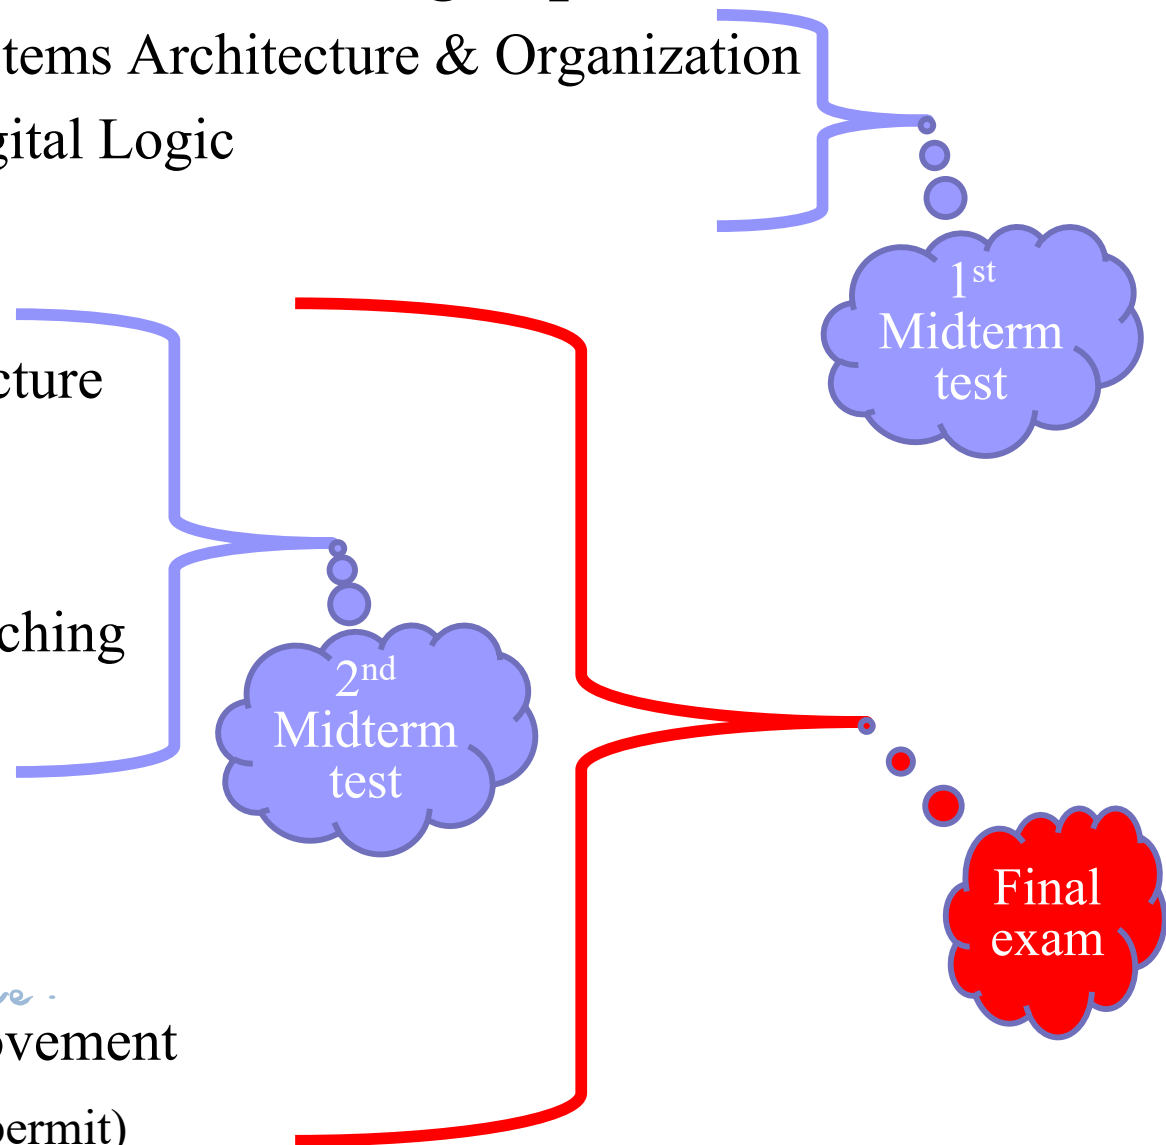 tems Architecture & Organization
gital Logic
1st
Midterm
test
cture
ching
2nd
Midterm
test
Final
exam
ovement
permit)